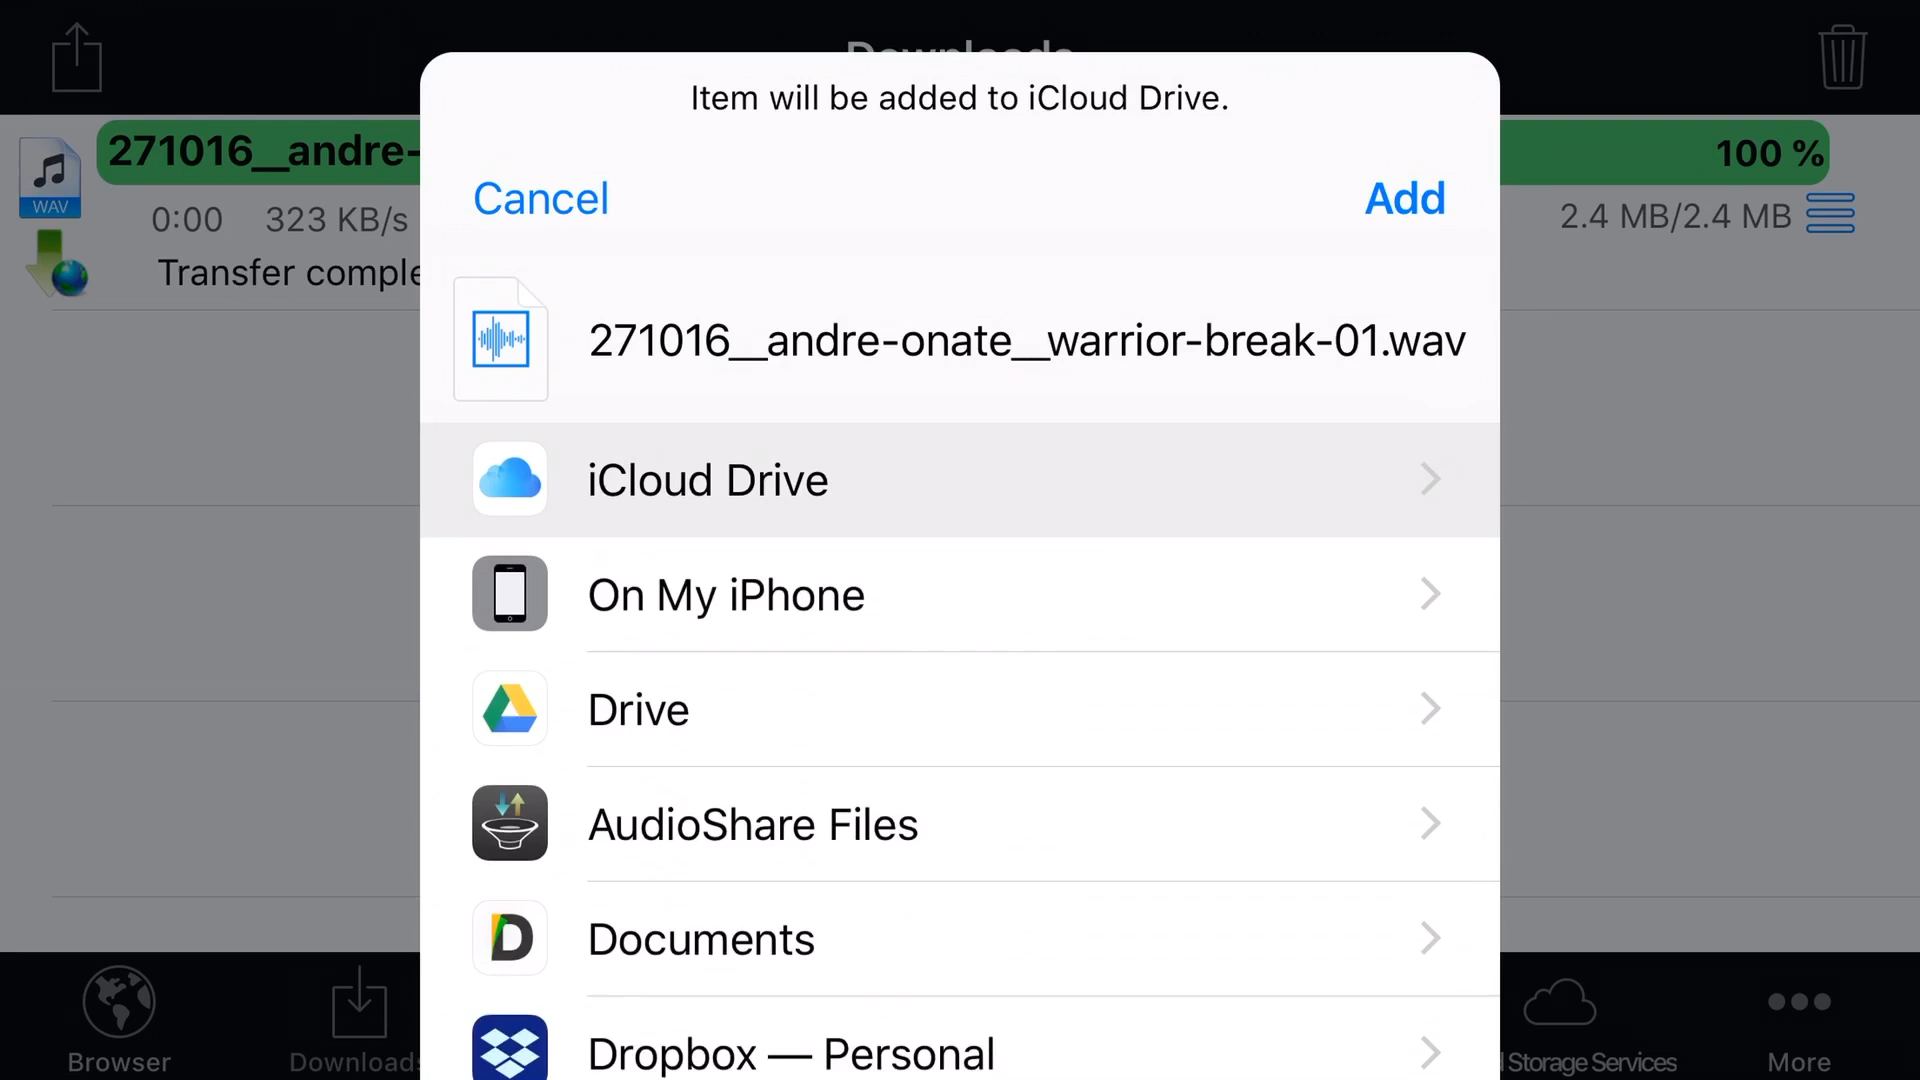 Downloads
Item will be added to iCloud Drive.
Cancel
Add
271016__andre-
100 %
WAV
0:00 323 KB/s
2.4 MB/2.4 MB
Transfer comple
271016__andre-onate__warrior-break-01.wav
iCloud Drive
On My iPhone
Drive
AudioShare Files
Documents
Dropbox — Personal
Browser
Downloads
Storage Services
More